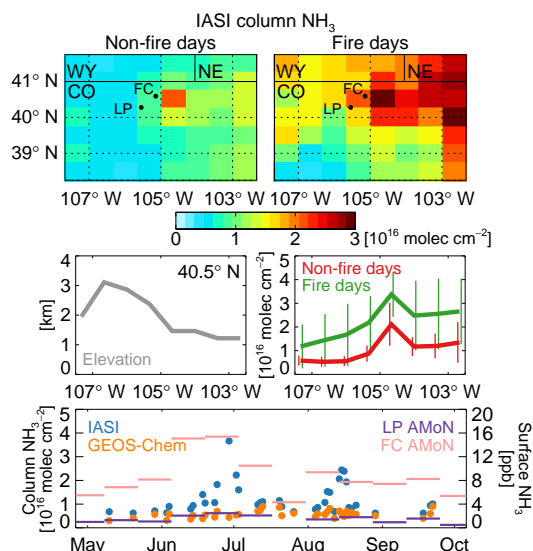 IASI column NH3
Non-fire days Fire days
WY NE WY NE
41° N
CO FC CO FC
40° N LP LP
39° N
107° W 105° W 103° W 107° W 105° W 103° W
0 1 2 3 [10^16 molec cm^−2]
4 40.5° N 5 Non-fire days
3 4 Fire days
2 3
1 2
0 Elevation 1
0
[km] [10^16 molec cm^−2]
107° W 105° W 103° W 107° W 105° W 103° W
5 IASI LP AMoN 20
4 GEOS-Chem FC AMoN 16
3 12
2 8
1 4
0 0
Column NH3 [10^16 molec cm^−2] Surface NH3 [ppb]
May Jun Jul Aug Sep Oct